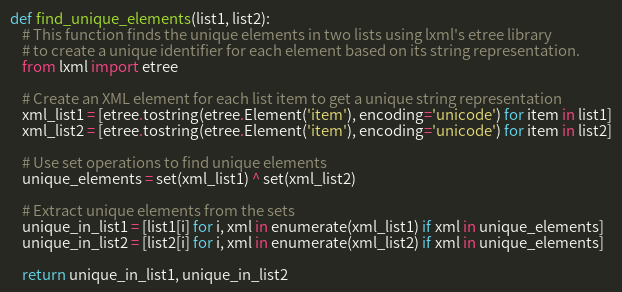 def find_unique_elements(list1, list2):
# This function finds the unique elements in two lists using lxml's etree library
# to create a unique identifier for each element based on its string representation.
from lxml import etree
# Create an XML element for each list item to get a unique string representation
xml_list1 = [etree.tostring(etree.Element('item'), encoding='unicode') for item in list1]
xml_list2 = [etree.tostring(etree.Element('item'), encoding='unicode') for item in list2]
# Use set operations to find unique elements
unique_elements = set(xml_list1) ^ set(xml_list2)
# Extract unique elements from the sets
unique_in_list1 = [list1[i] for i, xml in enumerate(xml_list1) if xml in unique_elements]
unique_in_list2 = [list2[i] for i, xml in enumerate(xml_list2) if xml in unique_elements]
return unique_in_list1, unique_in_list2